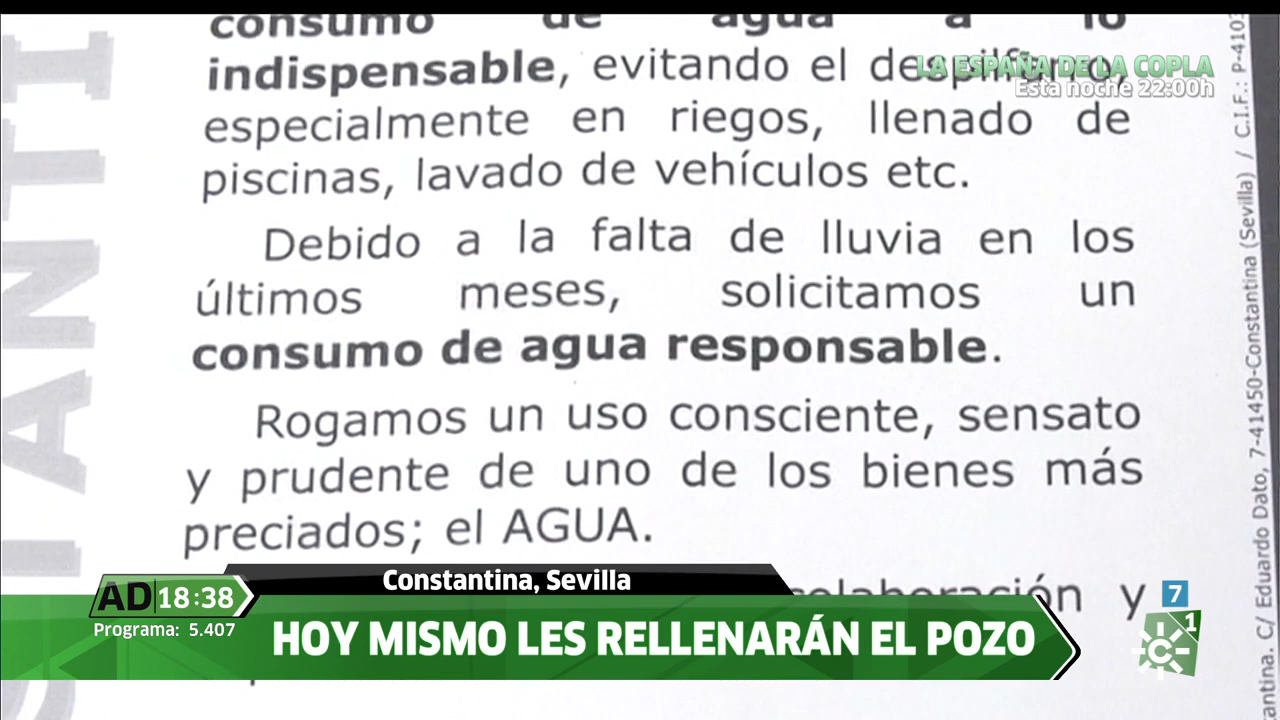 consumo de agua a lo
indispensable, evitando el despilfarro,
especialmente en riegos, llenado de
piscinas, lavado de vehículos etc.
Debido a la falta de lluvia en los
últimos meses, solicitamos un
consumo de agua responsable.
Rogamos un uso consciente, sensato
y prudente de uno de los bienes más
preciados; el AGUA.
colaboración y
LA ESPAÑA DE LA COPLA
Esta noche 22:00h
antina. C/ Eduardo Dato, 7-41450-Constantina (Sevilla) / C.I.F.: P-4103
TANTI
Constantina, Sevilla
AD 18:38
Programa: 5.407
HOY MISMO LES RELLENARÁN EL POZO
7
1